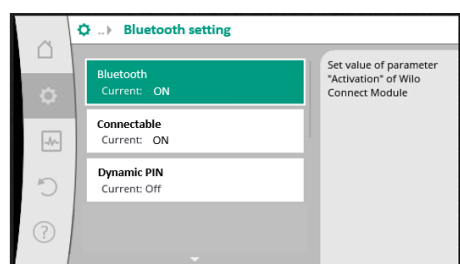 ..▸ Bluetooth setting
Bluetooth
Current: ON
Connectable
Current: ON
Dynamic PIN
Current: Off
Set value of parameter
"Activation" of Wilo
Connect Module
?